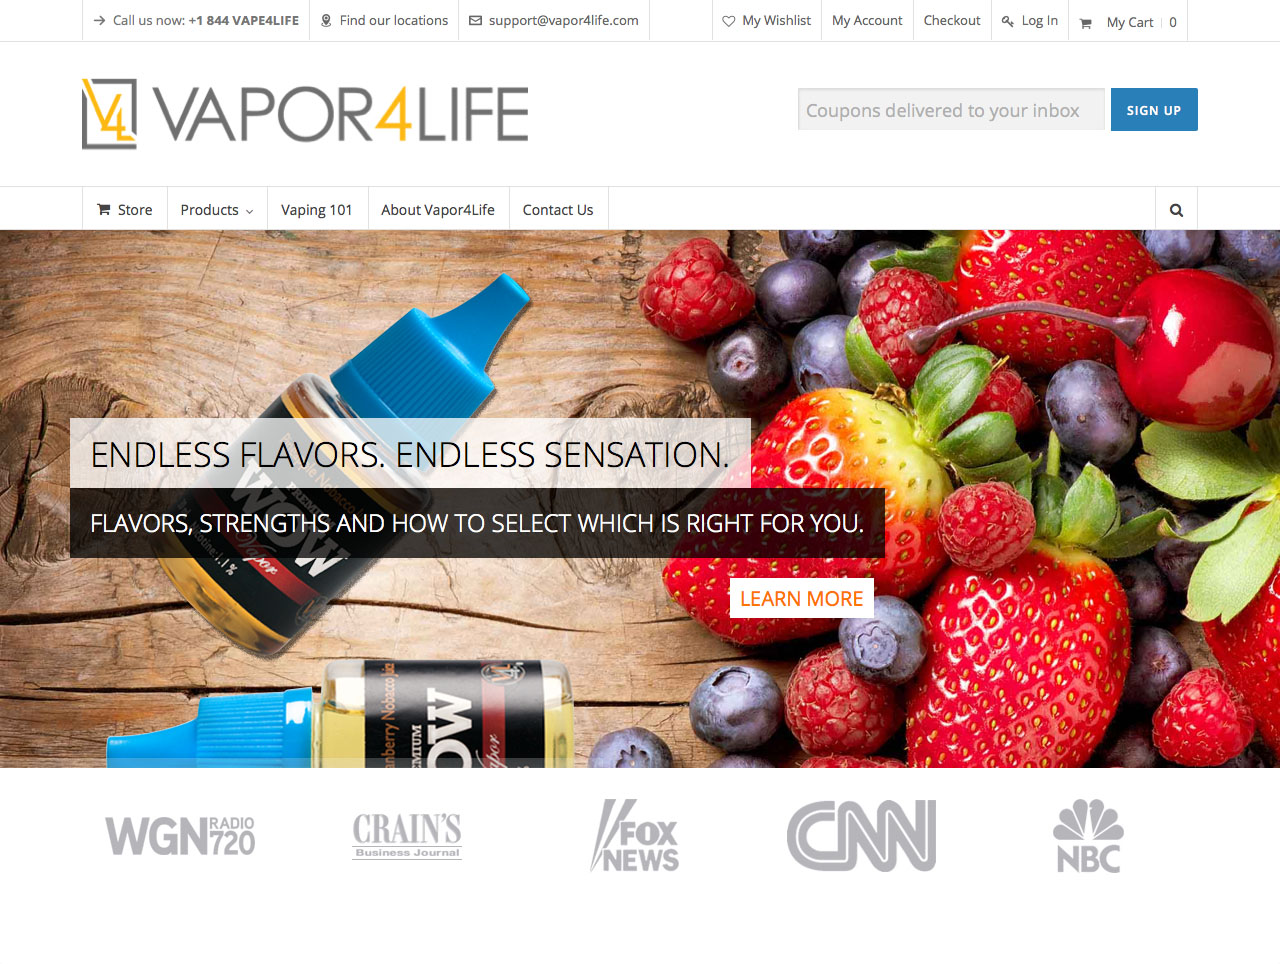 Call us now: +1 844 VAPE4LIFE
Find our locations
support@vapor4life.com
My Wishlist
My Account
Checkout
Log In
My Cart
0
V4L
VAPOR4LIFE
Coupons delivered to your inbox
SIGN UP
Store
Products
Vaping 101
About Vapor4Life
Contact Us
ENDLESS FLAVORS. ENDLESS SENSATION.
PREMIUM
WOW
Vapor
FLAVORS, STRENGTHS AND HOW TO SELECT WHICH IS RIGHT FOR YOU.
LEARN MORE
WGN RADIO 720
CRAIN'S
Business Journal
FOX
NEWS
CNN
NBC